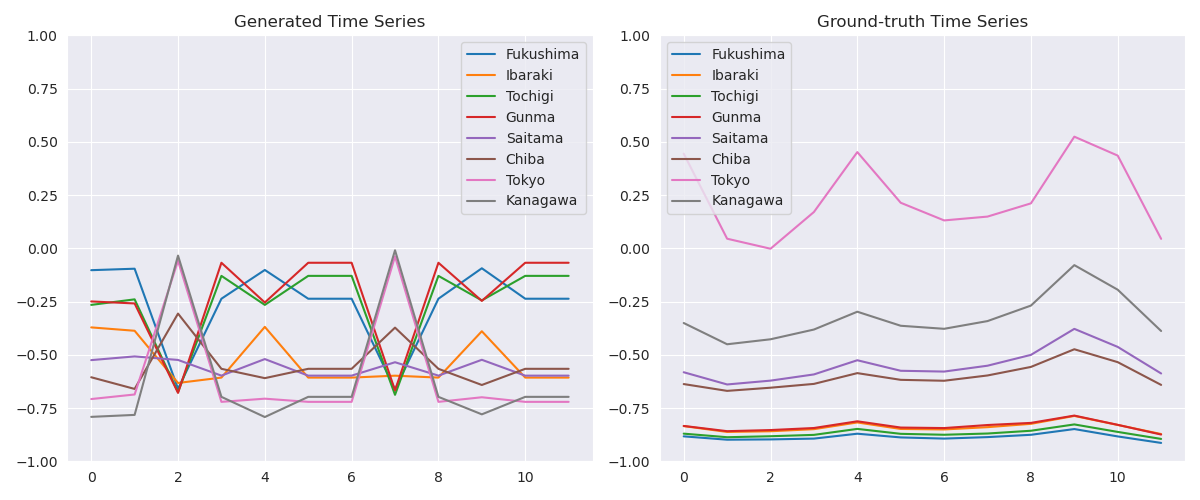 Generated Time Series
1.00
0.75
0.50
0.25
0.00
−0.25
−0.50
−0.75
−1.00
0 2 4 6 8 10
Fukushima
Ibaraki
Tochigi
Gunma
Saitama
Chiba
Tokyo
Kanagawa
Ground-truth Time Series
1.00
0.75
0.50
0.25
0.00
−0.25
−0.50
−0.75
−1.00
0 2 4 6 8 10
Fukushima
Ibaraki
Tochigi
Gunma
Saitama
Chiba
Tokyo
Kanagawa